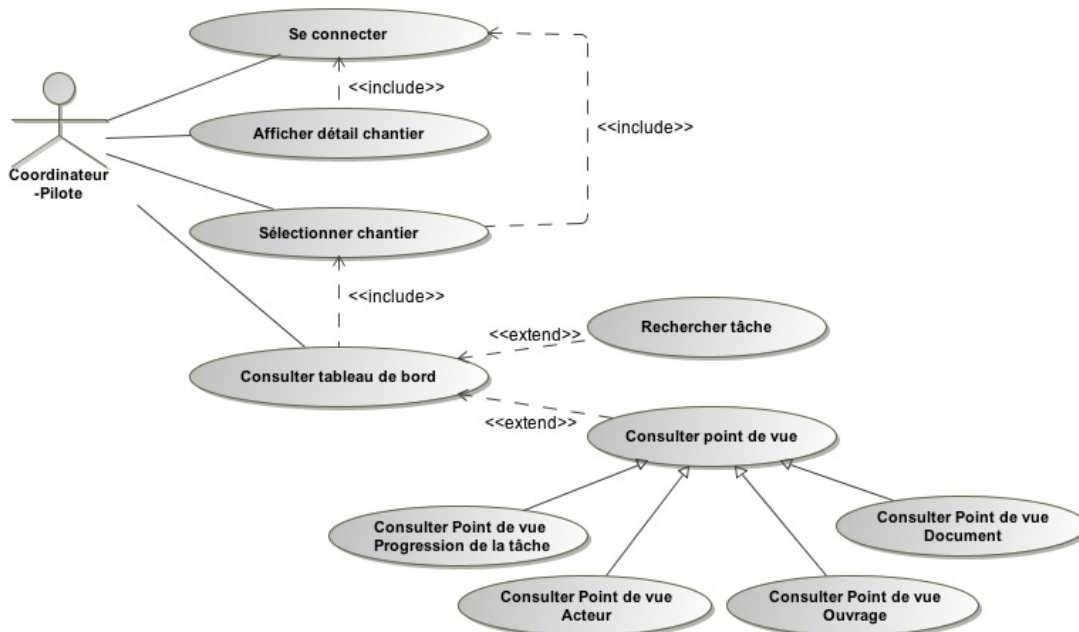 Se connecter
<<include>>
Afficher détail chantier
<<include>>
Coordinateur
-Pilote
Sélectionner chantier
<<include>>
Rechercher tâche
<<extend>>
Consulter tableau de bord
<<extend>>
Consulter point de vue
Consulter Point de vue
Progression de la tâche
Consulter Point de vue
Document
Consulter Point de vue
Acteur
Consulter Point de vue
Ouvrage